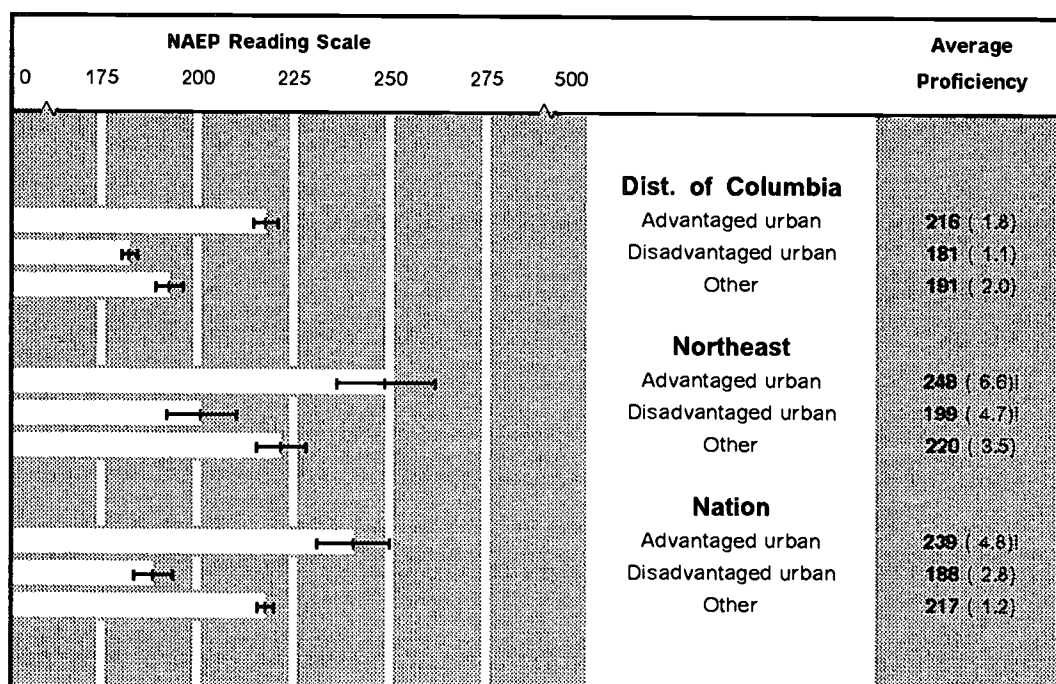 NAEP Reading Scale
Average
0 175 200 225 250 275 500
Proficiency
Dist. of Columbia
Advantaged urban 216 ( 1.8)
Disadvantaged urban 181 ( 1.1)
Other 191 ( 2.0)
Northeast
Advantaged urban 248 ( 6.6)!
Disadvantaged urban 199 ( 4.7)!
Other 220 ( 3.5)
Nation
Advantaged urban 239 ( 4.8)!
Disadvantaged urban 188 ( 2.8)
Other 217 ( 1.2)